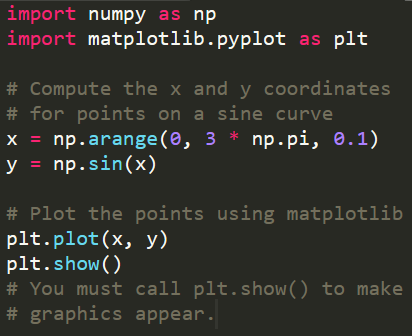 import numpy as np
import matplotlib.pyplot as plt
# Compute the x and y coordinates
# for points on a sine curve
x = np.arange(0, 3 * np.pi, 0.1)
y = np.sin(x)
# Plot the points using matplotlib
plt.plot(x, y)
plt.show()
# You must call plt.show() to make
# graphics appear.